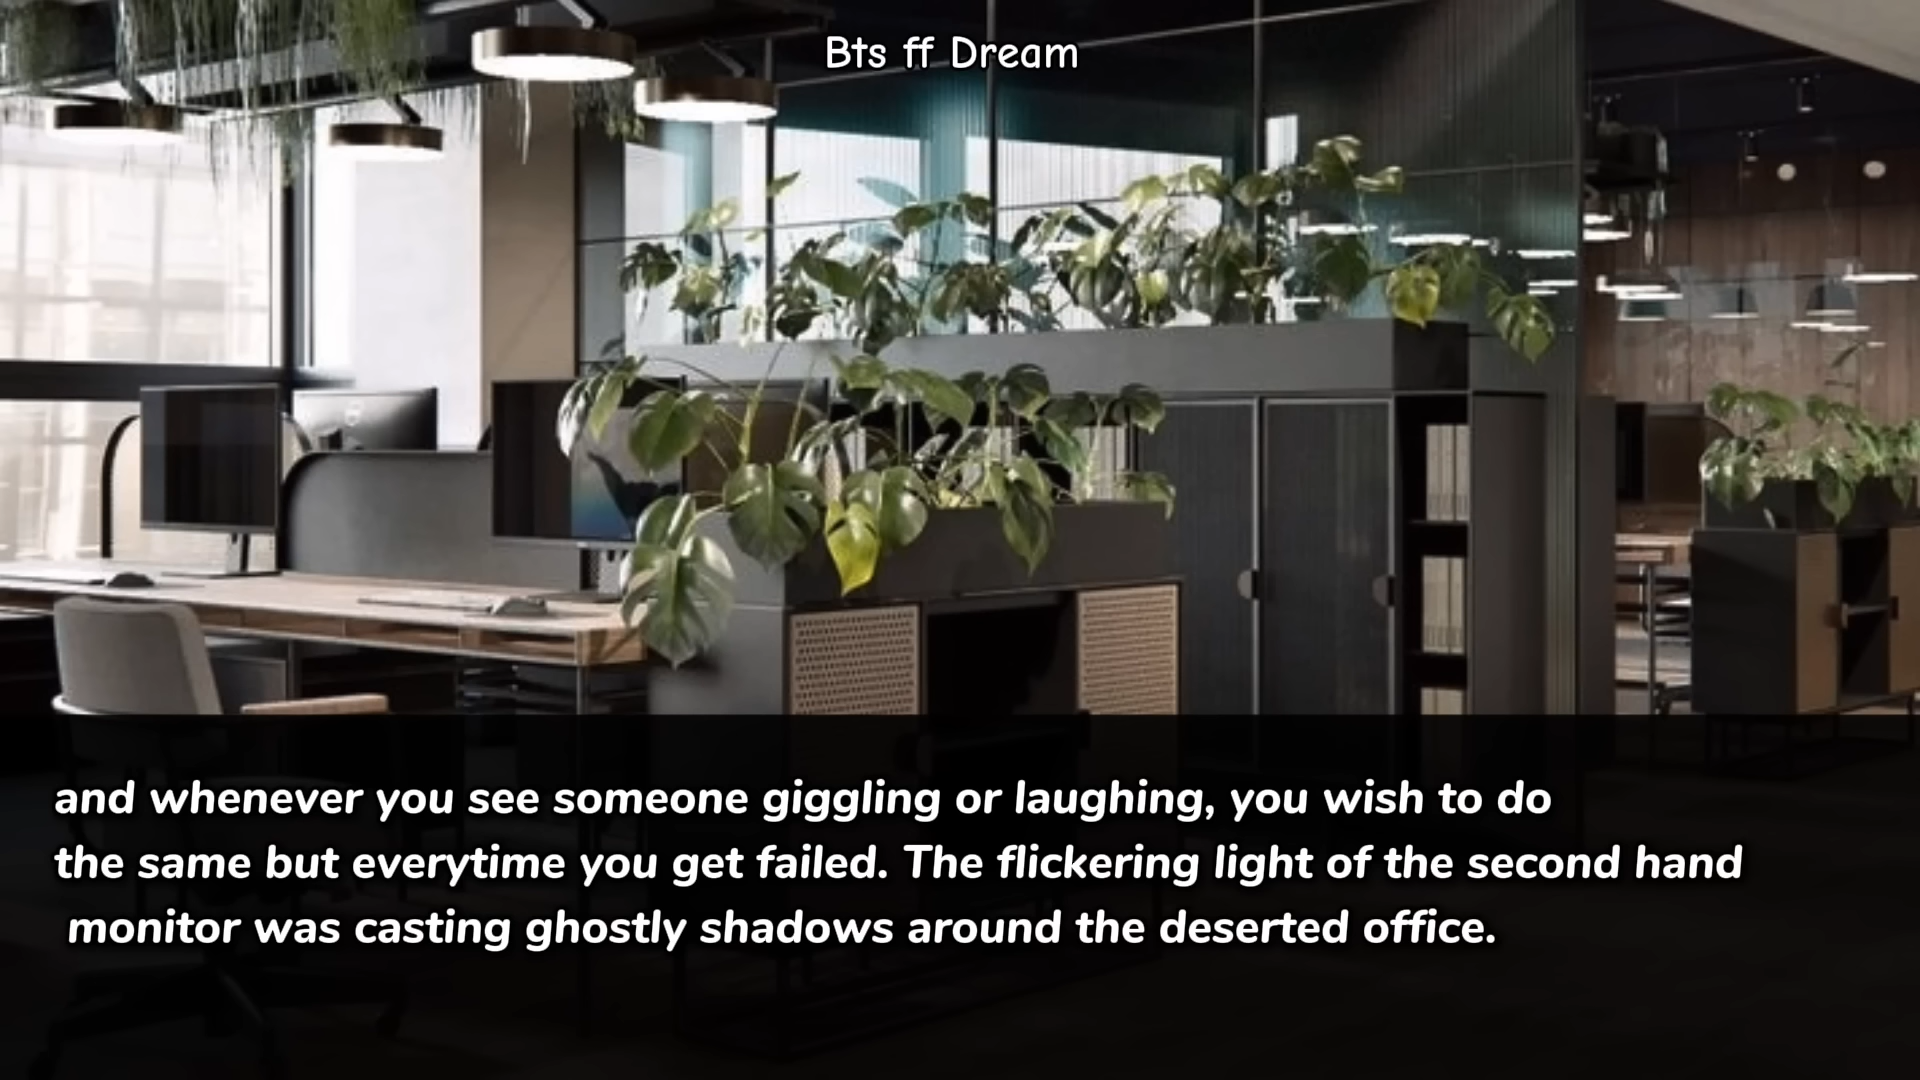 Bts ff Dream
and whenever you see someone giggling or laughing, you wish to do
the same but everytime you get failed. The flickering light of the second hand
monitor was casting ghostly shadows around the deserted office.